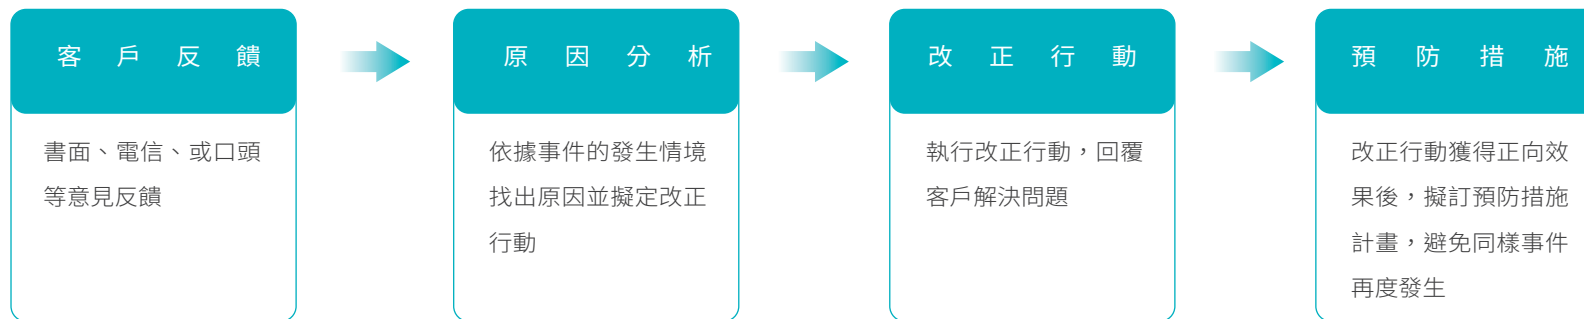 客戶反饋
書面、電信、或口頭
等意見反饋
原因分析
依據事件的發生情境
找出原因並擬定改正
行動
改正行動
執行改正行動，回覆
客戶解決問題
預防措施
改正行動獲得正向效
果後，擬訂預防措施
計畫，避免同樣事件
再度發生